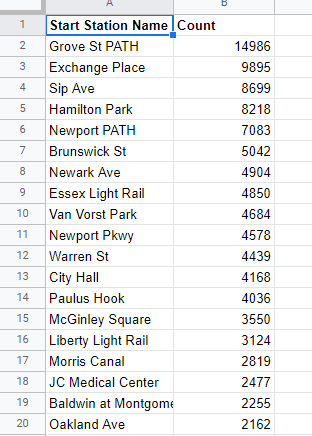 A B
1 Start Station Name Count
2 Grove St PATH 14986
3 Exchange Place 9895
4 Sip Ave 8699
5 Hamilton Park 8218
6 Newport PATH 7083
7 Brunswick St 5042
8 Newark Ave 4904
9 Essex Light Rail 4850
10 Van Vorst Park 4684
11 Newport Pkwy 4578
12 Warren St 4439
13 City Hall 4168
14 Paulus Hook 4036
15 McGinley Square 3550
16 Liberty Light Rail 3124
17 Morris Canal 2819
18 JC Medical Center 2477
19 Baldwin at Montgome 2255
20 Oakland Ave 2162